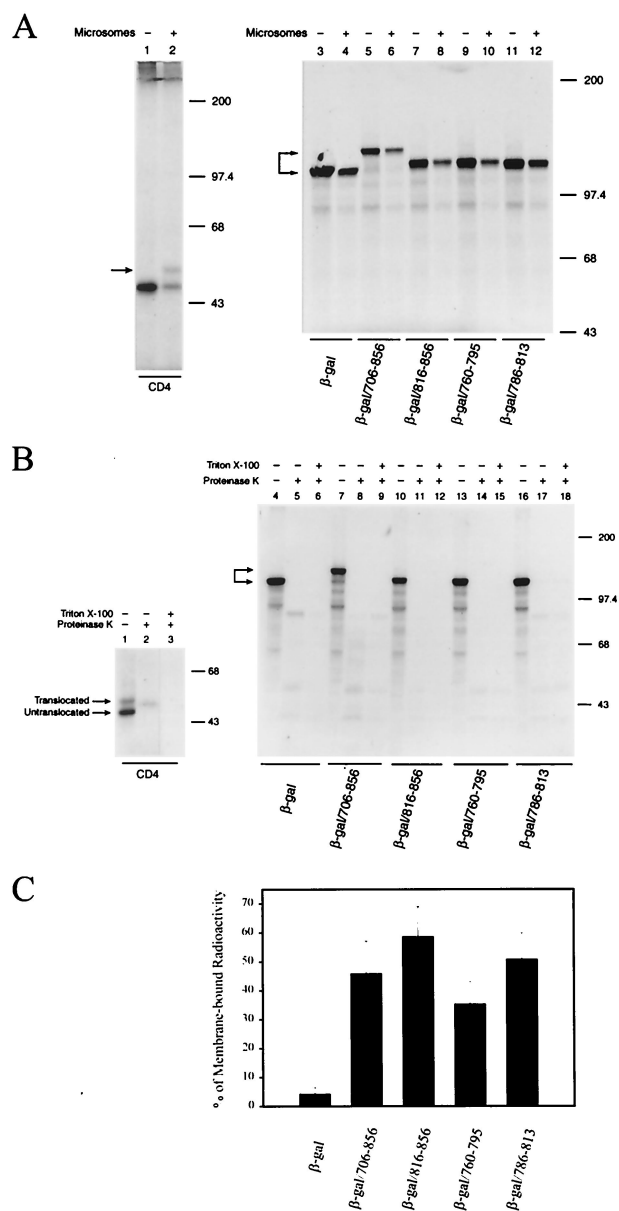 A
Microsomes – +
1 2
200
97.4
68
43
CD4
Microsomes – + – + – + – + – +
3 4 5 6 7 8 9 10 11 12
200
97.4
68
43
β-gal
β-gal/706-856
β-gal/816-856
β-gal/760-795
β-gal/786-813
B
Triton X-100 – – +
Proteinase K – + +
1 2 3
68
Translocated
Untranslocated
43
CD4
Triton X-100 – – + – – + – – + – – + – – +
Proteinase K – + + – + + – + + – + + – + +
4 5 6 7 8 9 10 11 12 13 14 15 16 17 18
200
97.4
68
43
β-gal
β-gal/706-856
β-gal/816-856
β-gal/760-795
β-gal/786-813
C
% of Membrane-bound Radioactivity
70
60
50
40
30
20
10
0
β-gal
β-gal/706-856
β-gal/816-856
β-gal/760-795
β-gal/786-813